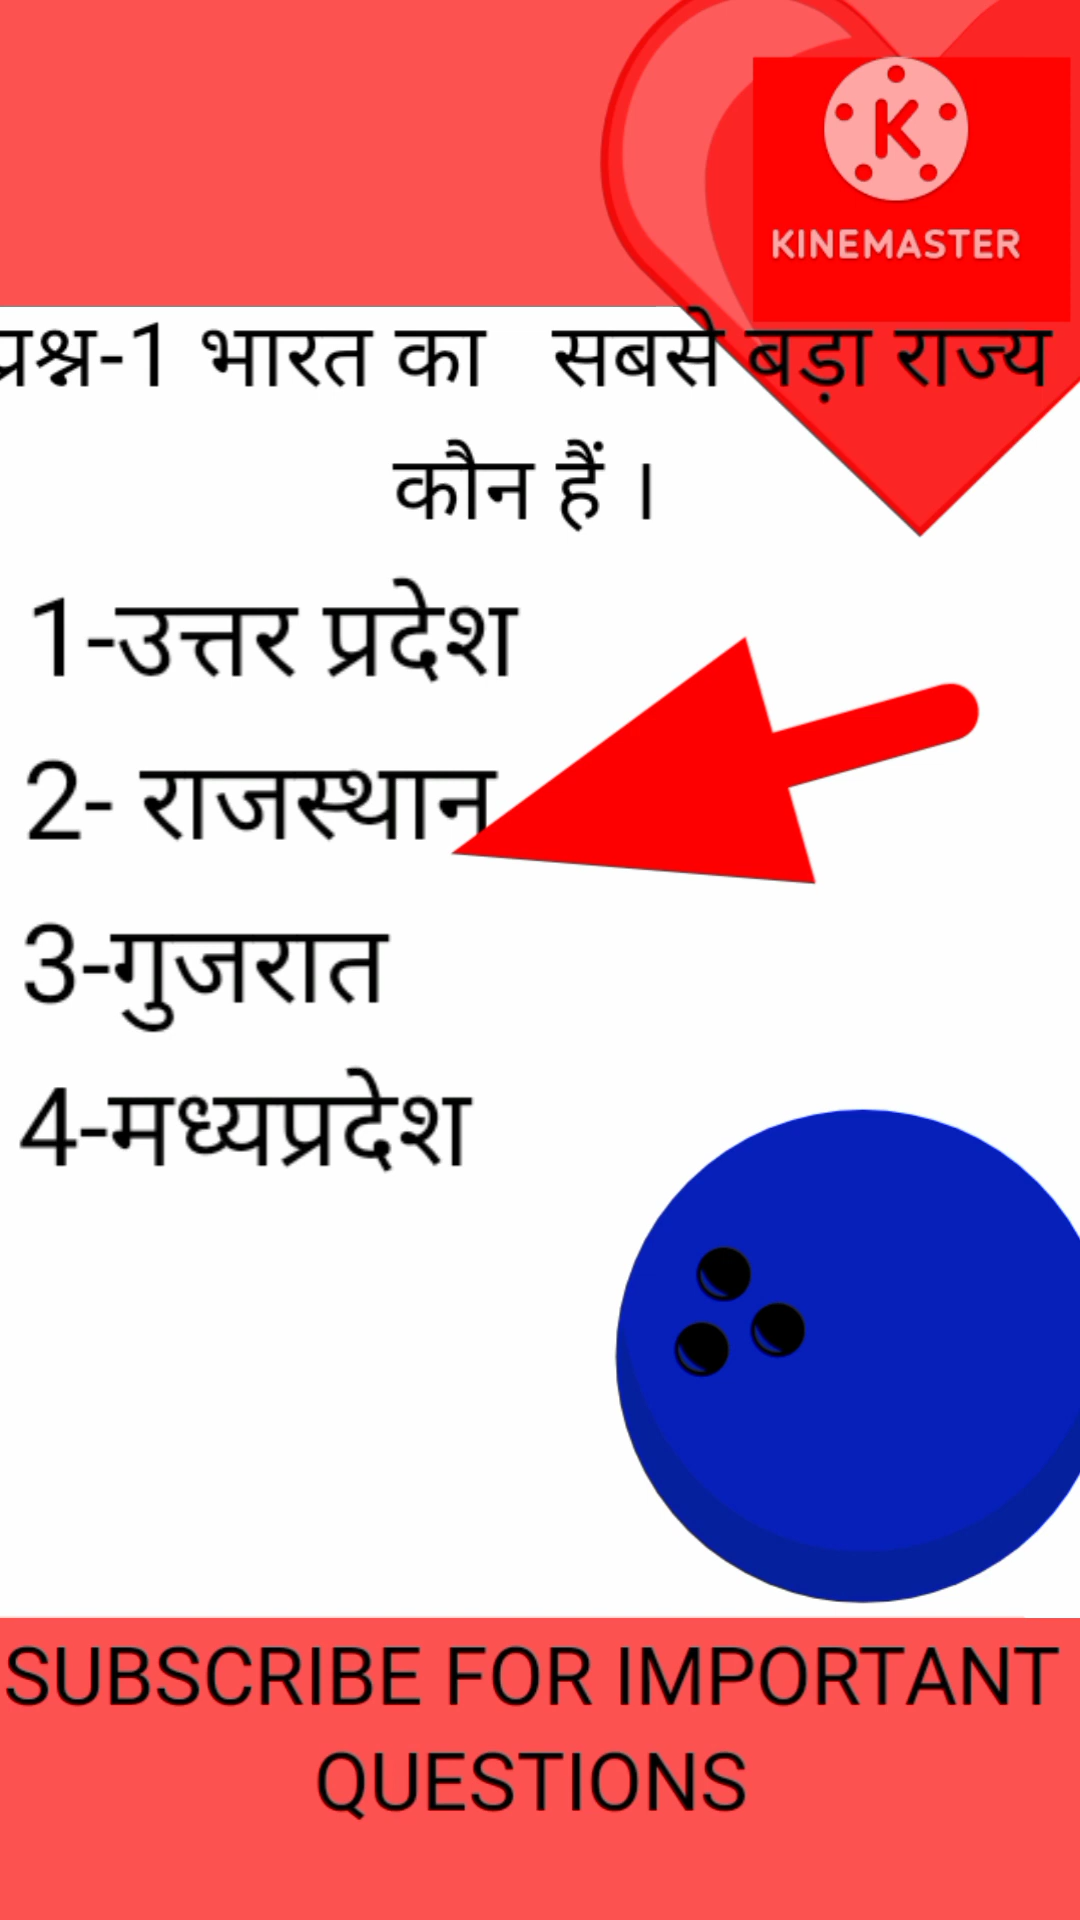 KINEMASTER
प्रश्न-1 भारत का सबसे बड़ा राज्य
कौन हैं ।
1-उत्तर प्रदेश
2- राजस्थान
3-गुजरात
4-मध्यप्रदेश
SUBSCRIBE FOR IMPORTANT
QUESTIONS